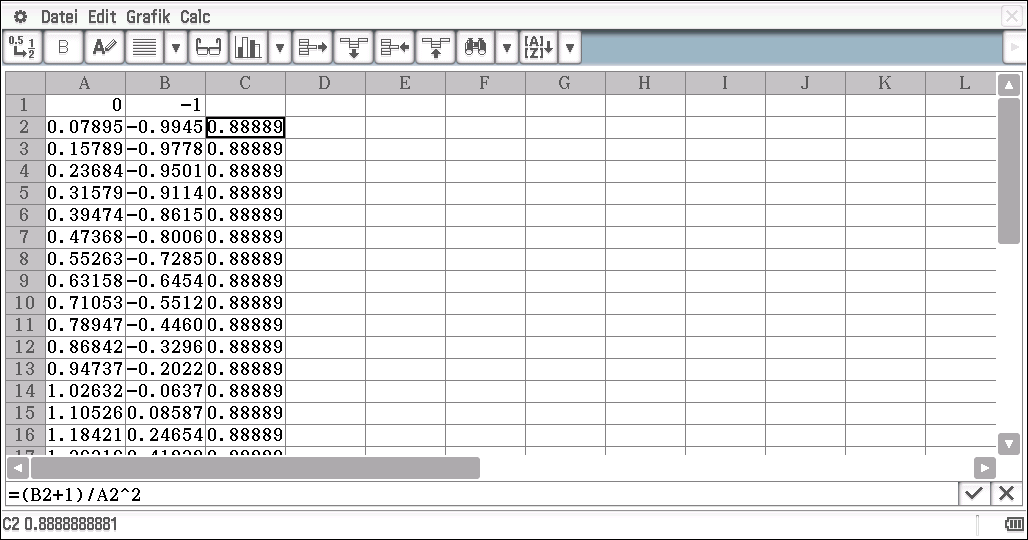 Datei Edit Grafik Calc
0.5 1/2 B A [A] [Z]
A B C D E F G H I J K L
1 0 −1
2 0.07895 −0.9945 0.88889
3 0.15789 −0.9778 0.88889
4 0.23684 −0.9501 0.88889
5 0.31579 −0.9114 0.88889
6 0.39474 −0.8615 0.88889
7 0.47368 −0.8006 0.88889
8 0.55263 −0.7285 0.88889
9 0.63158 −0.6454 0.88889
10 0.71053 −0.5512 0.88889
11 0.78947 −0.4460 0.88889
12 0.86842 −0.3296 0.88889
13 0.94737 −0.2022 0.88889
14 1.02632 −0.0637 0.88889
15 1.10526 0.08587 0.88889
16 1.18421 0.24654 0.88889
=(B2+1)/A2^2
C2 0.8888888881